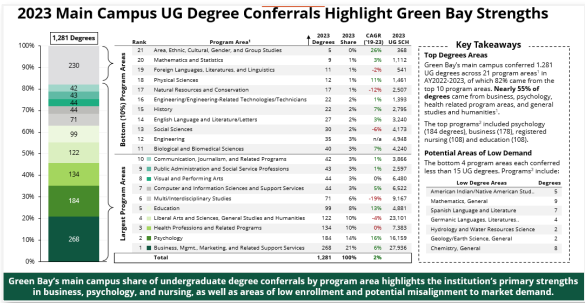 2023 Main Campus UG Degree Conferrals Highlight Green Bay Strengths
1,281 Degrees
100%
90%
80%
70%
60%
50%
40%
30%
20%
10%
0%
230
42
43
44
44
71
99
122
134
184
268
Bottom (10%) Program Areas
Largest Program Areas
Rank Program Area¹ 2023 Degrees 2023 Share CAGR ('19-23) 2023 UG SCH
21 Area, Ethnic, Cultural, Gender, and Group Studies 5 0% 26% 368
20 Mathematics and Statistics 9 1% 3% 1,112
19 Foreign Languages, Literatures, and Linguistics 11 1% -2% 541
18 Physical Sciences 12 1% 11% 1,461
17 Natural Resources and Conservation 17 1% -12% 2,507
16 Engineering/Engineering-Related Technologies/Technicians 22 2% 1% 1,393
15 History 22 2% 7% 2,795
14 English Language and Literature/Letters 27 2% 3% 3,240
13 Social Sciences 30 2% -6% 4,173
12 Engineering 35 3% n/a 4,948
11 Biological and Biomedical Sciences 40 3% 7% 4,240
10 Communication, Journalism, and Related Programs 42 3% 1% 3,866
9 Public Administration and Social Service Professions 43 3% 1% 2,597
8 Visual and Performing Arts 44 3% 0% 6,480
7 Computer and Information Sciences and Support Services 44 3% 5% 6,522
6 Multi/Interdisciplinary Studies 71 6% -19% 9,167
5 Education 99 8% 13% 4,881
4 Liberal Arts and Sciences, General Studies and Humanities 122 10% -4% 23,101
3 Health Professions and Related Programs 134 10% 0% 7,383
2 Psychology 184 14% 16% 16,159
1 Business, Mgmt., Marketing, and Related Support Services 268 21% 6% 27,936
Total 1,281 100% 2%
Key Takeaways
Top Degree Areas
Green Bay's main campus conferred 1,281
UG degrees across 21 program areas¹ in
AY2022-2023, of which 82% came from the
top 10 program areas. Nearly 55% of
degrees came from business, psychology,
health related program areas, and general
studies and humanities¹.
The top programs² included psychology
(184 degrees), business (178), registered
nursing (108) and education (108).
Potential Areas of Low Demand
The bottom 4 program areas each conferred
less than 15 UG degrees. Programs² include:
Low Degree Areas Degrees
American Indian/Native American Stud.. 5
Mathematics, General 9
Spanish Language and Literature 7
Germanic Languages, Literatures.. 4
Hydrology and Water Resources Science 2
Geology/Earth Science, General 2
Chemistry, General 8
Green Bay's main campus share of undergraduate degree conferrals by program area highlights the institution's primary strengths
in business, psychology, and nursing, as well as areas of low enrollment and potential misalignment to market demand.